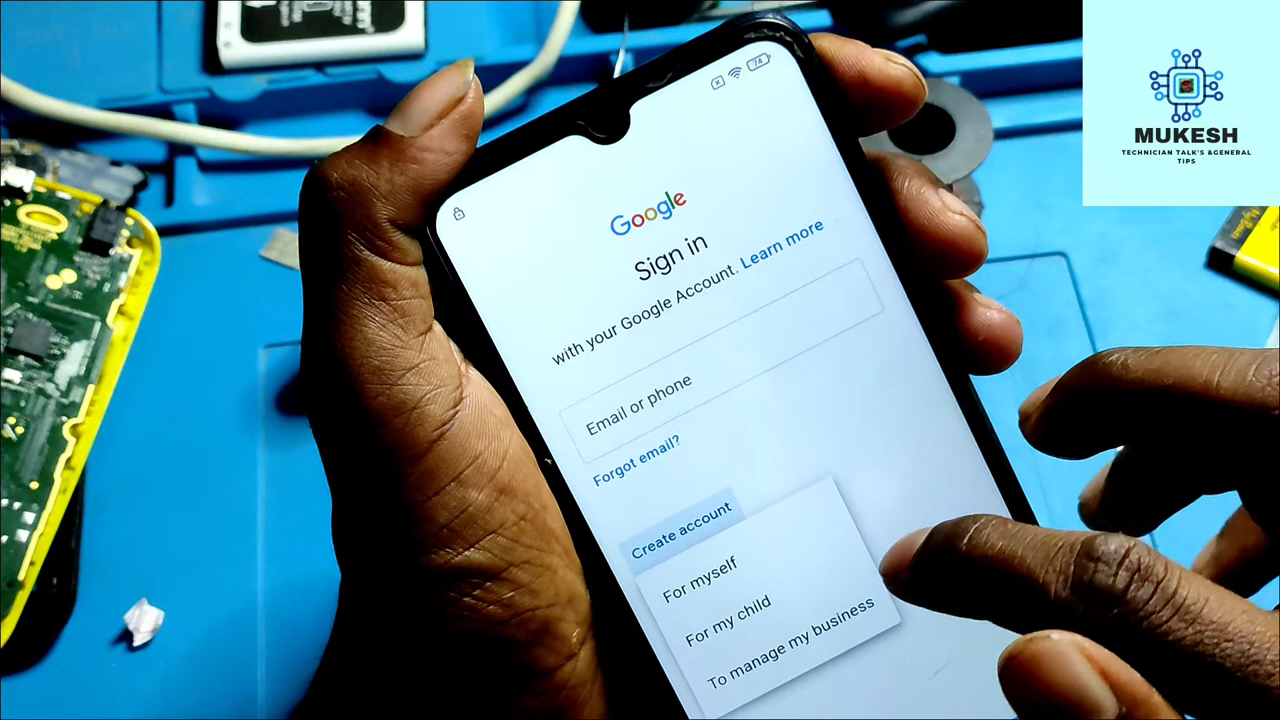 74
MUKESH
TECHNICIAN TALK'S &GENERAL
TIPS
Google
Sign in
with your Google Account. Learn more
Email or phone
Forgot email?
Create account
For myself
For my child
To manage my business